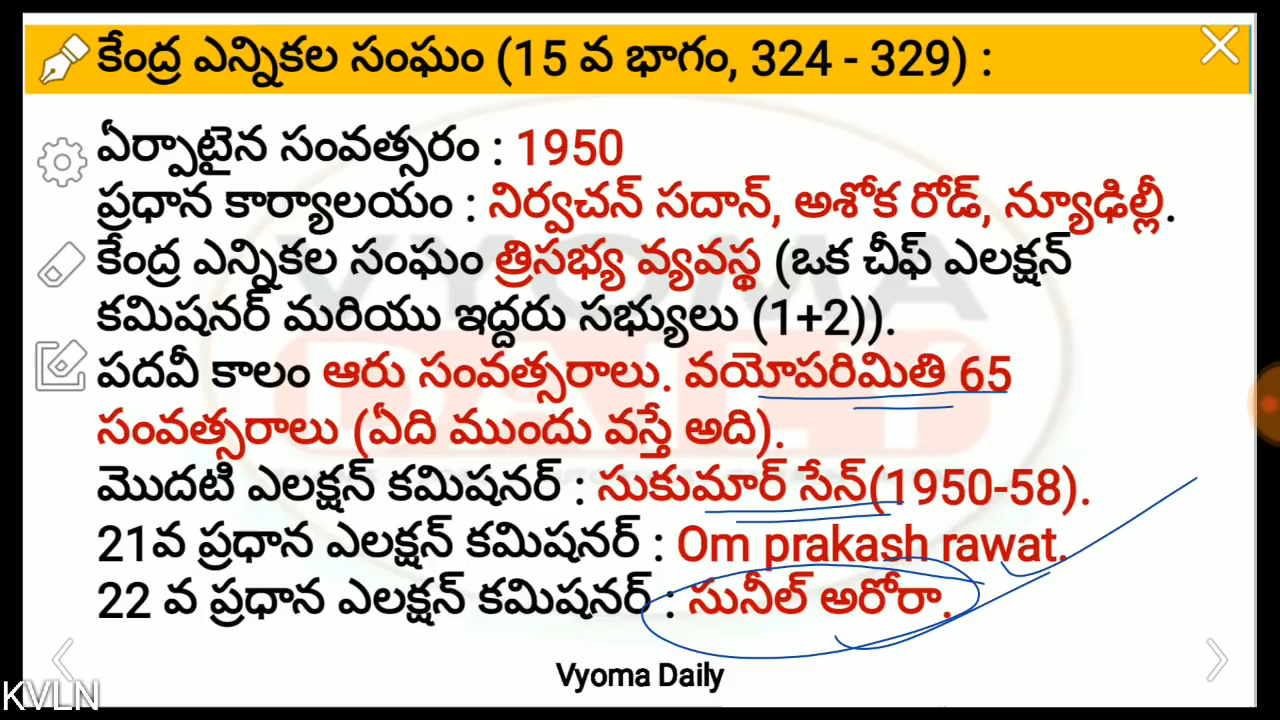 కేంద్ర ఎన్నికల సంఘం (15 వ భాగం, 324 - 329) :
ఏర్పాటైన సంవత్సరం : 1950
ప్రధాన కార్యాలయం : నిర్వచన్ సదాన్, అశోక రోడ్, న్యూఢిల్లీ.
కేంద్ర ఎన్నికల సంఘం త్రిసభ్య వ్యవస్థ (ఒక చీఫ్ ఎలక్షన్
కమిషనర్ మరియు ఇద్దరు సభ్యులు (1+2)).
పదవీ కాలం ఆరు సంవత్సరాలు. వయోపరిమితి 65
సంవత్సరాలు (ఏది ముందు వస్తే అది).
మొదటి ఎలక్షన్ కమిషనర్ : సుకుమార్ సేన్(1950-58).
21వ ప్రధాన ఎలక్షన్ కమిషనర్ : Om prakash rawat.
22 వ ప్రధాన ఎలక్షన్ కమిషనర్ : సునీల్ అరోరా.
Vyoma Daily
KVLN
VYOMA
DAILY